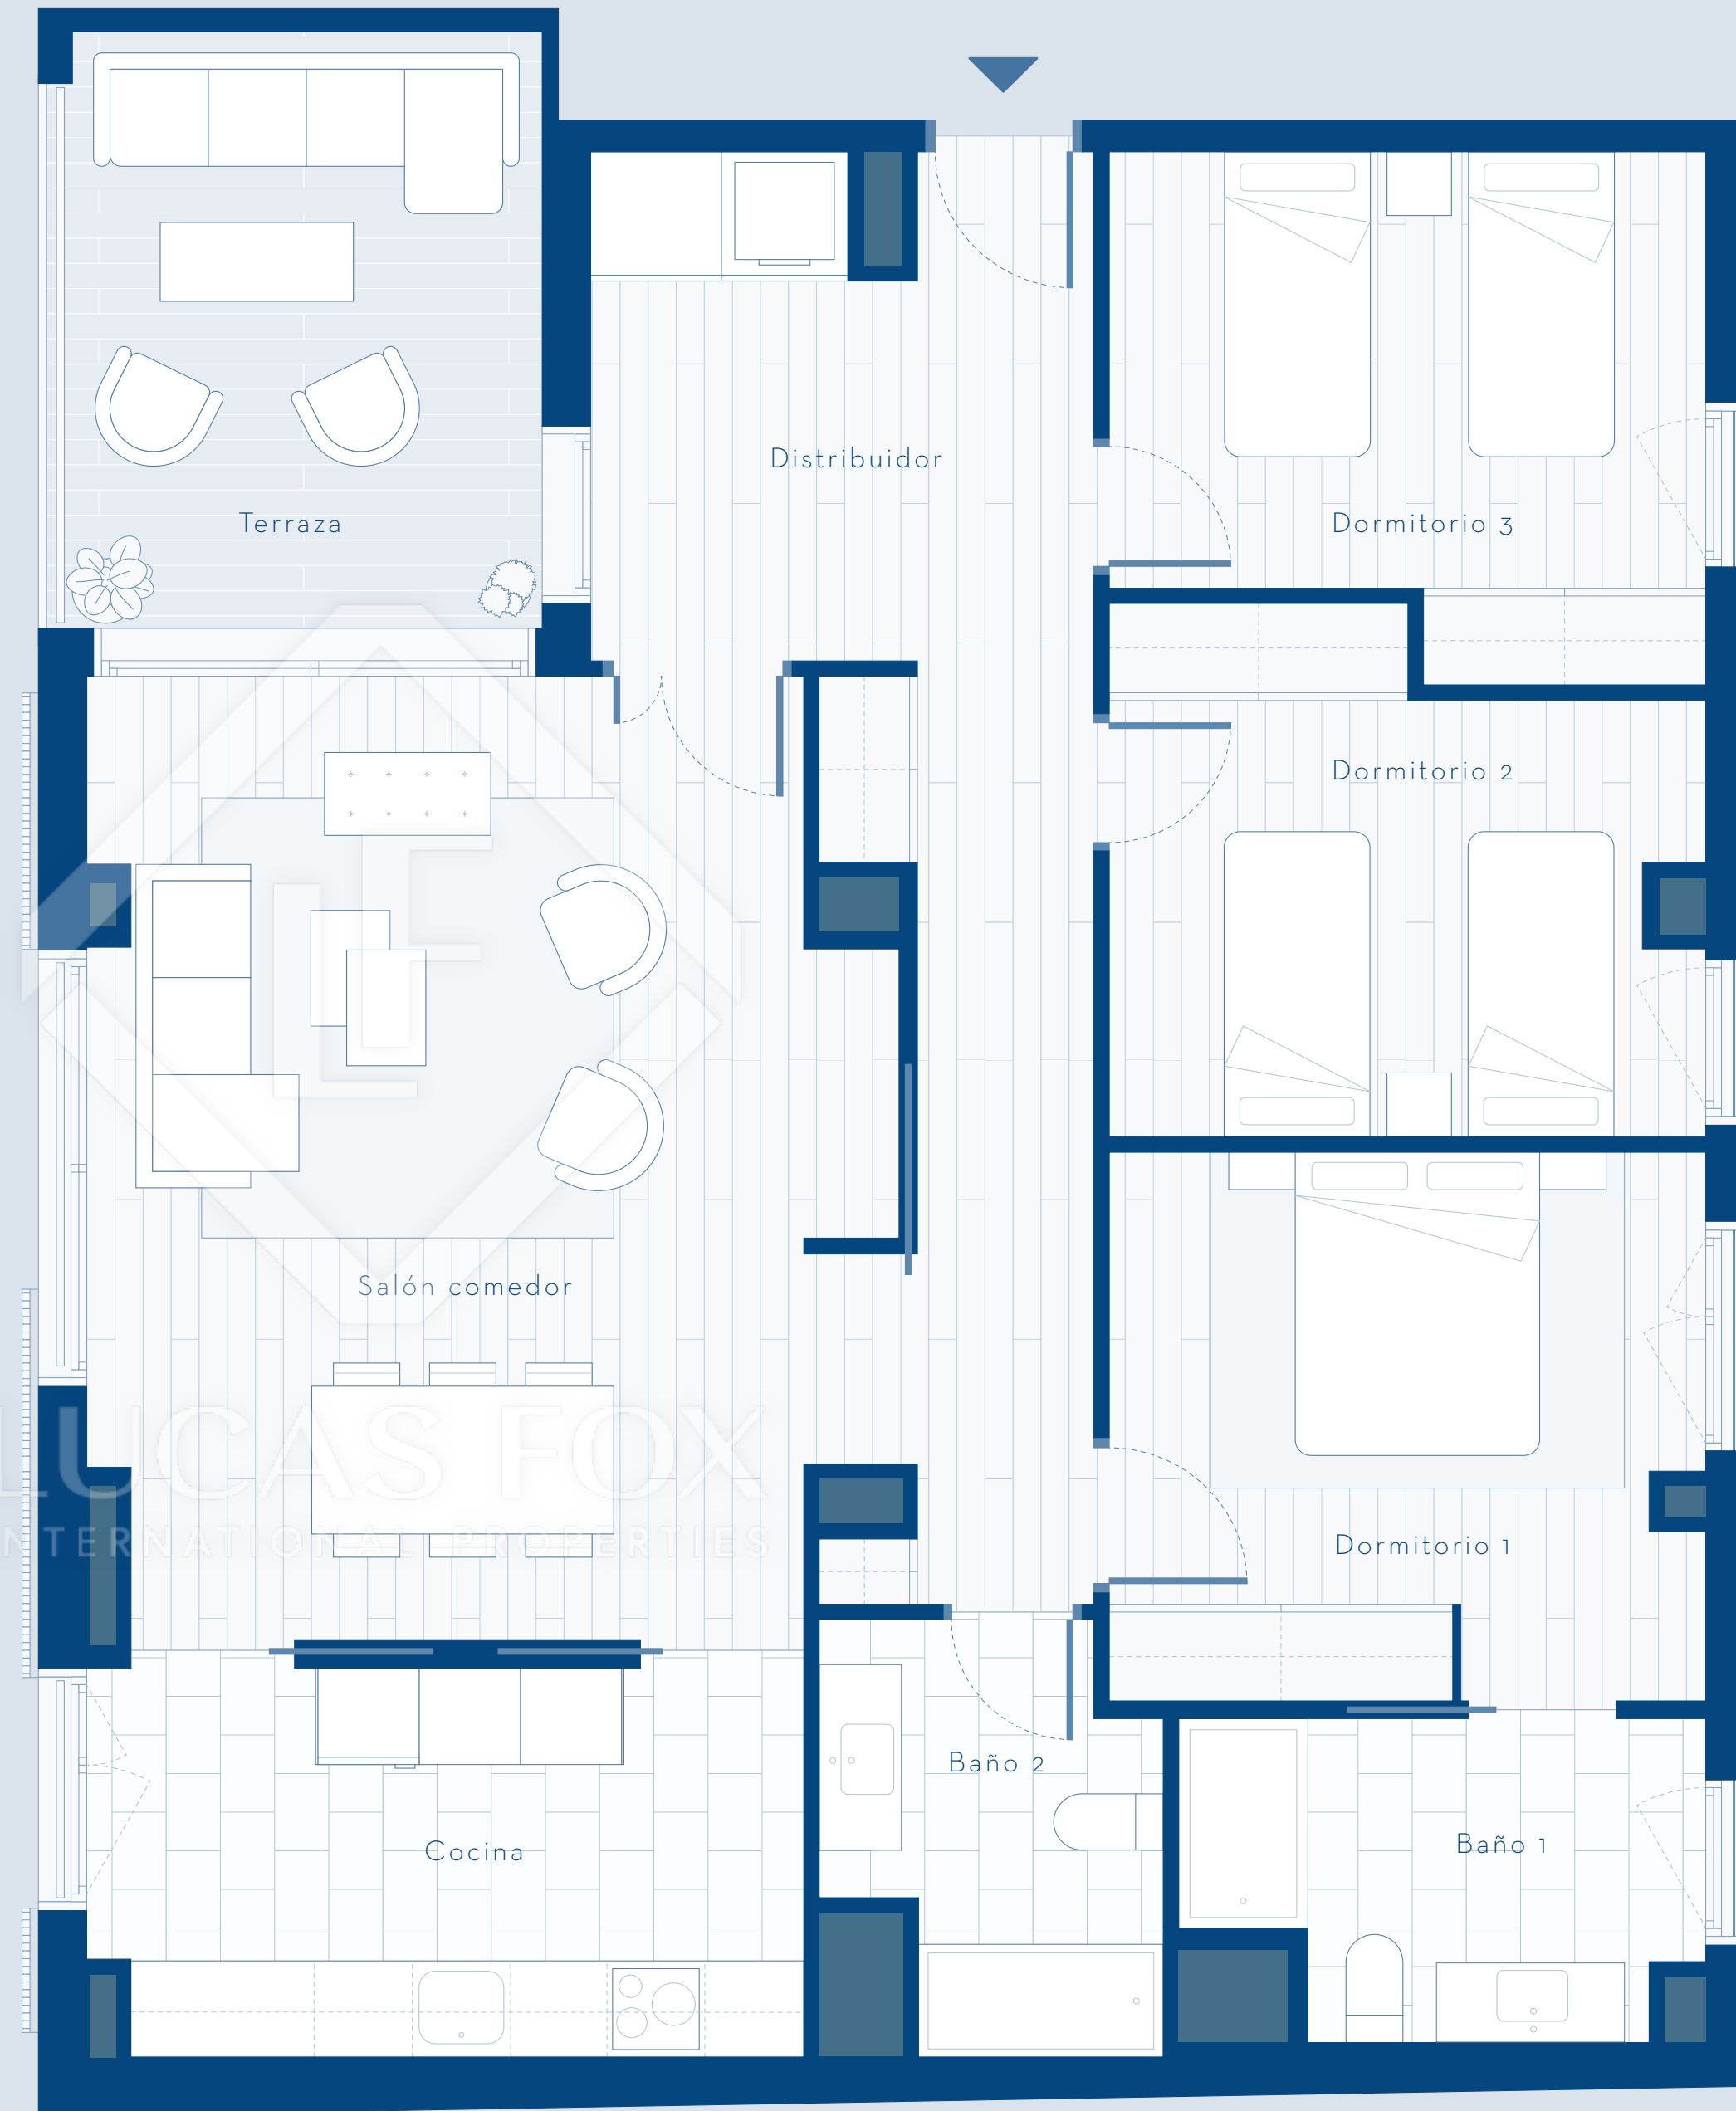 Distribuidor
Terraza
Dormitorio 3
Dormitorio 2
LF
Salón comedor
LUCAS FOX
INTERNATIONAL PROPERTIES
Dormitorio 1
Baño 2
Cocina
Baño 1